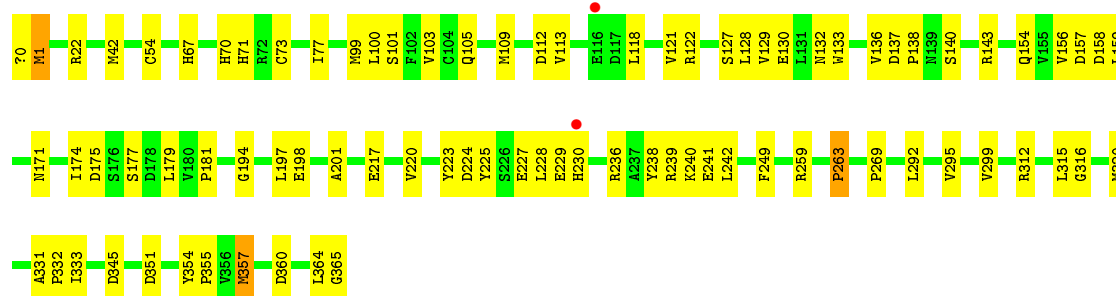 ?0 M1 R22 M42 C54 H67 H70 H71 R72 C73 I77 M99 L100 S101 F102 V103 C104 Q105 M109 D112 V113 E116 D117 L118 V121 R122 S127 L128 V129 E130 L131 N132 W133 V136 D137 P138 N139 S140 R143 Q154 V155 V156 D157 D158
N171 I174 D175 S176 S177 D178 L179 V180 P181 G194 L197 E198 A201 E217 V220 Y223 D224 Y225 S226 E227 L228 E229 H230 R236 A237 Y238 R239 K240 E241 L242 F249 R259 P263 P269 L292 V295 V299 R312 L315 G316
A331 P332 I333 D345 D351 Y354 P355 V356 M357 D360 L364 G365